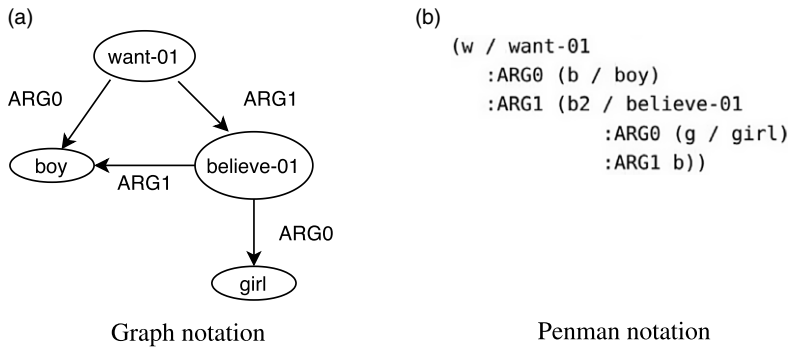 (a)
want-01
ARG0
ARG1
boy
believe-01
ARG1
ARG0
girl
Graph notation
(b)
(w / want-01
:ARG0 (b / boy)
:ARG1 (b2 / believe-01
:ARG0 (g / girl)
:ARG1 b))
Penman notation